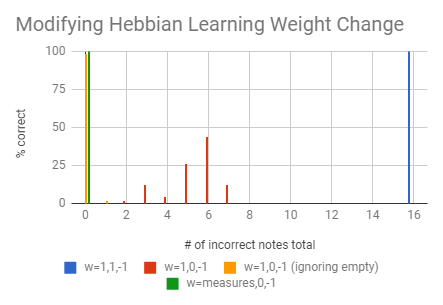 Modifying Hebbian Learning Weight Change
% correct
100
75
50
25
0
0 2 4 6 8 10 12 14 16
# of incorrect notes total
w=1,1,-1 w=1,0,-1 w=1,0,-1 (ignoring empty)
w=measures,0,-1